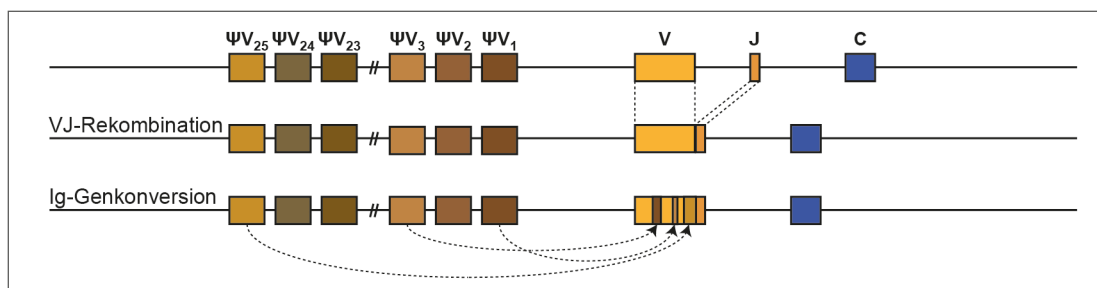 ΨV25 ΨV24 ΨV23 // ΨV3 ΨV2 ΨV1 V J C
VJ-Rekombination
//
Ig-Genkonversion
//